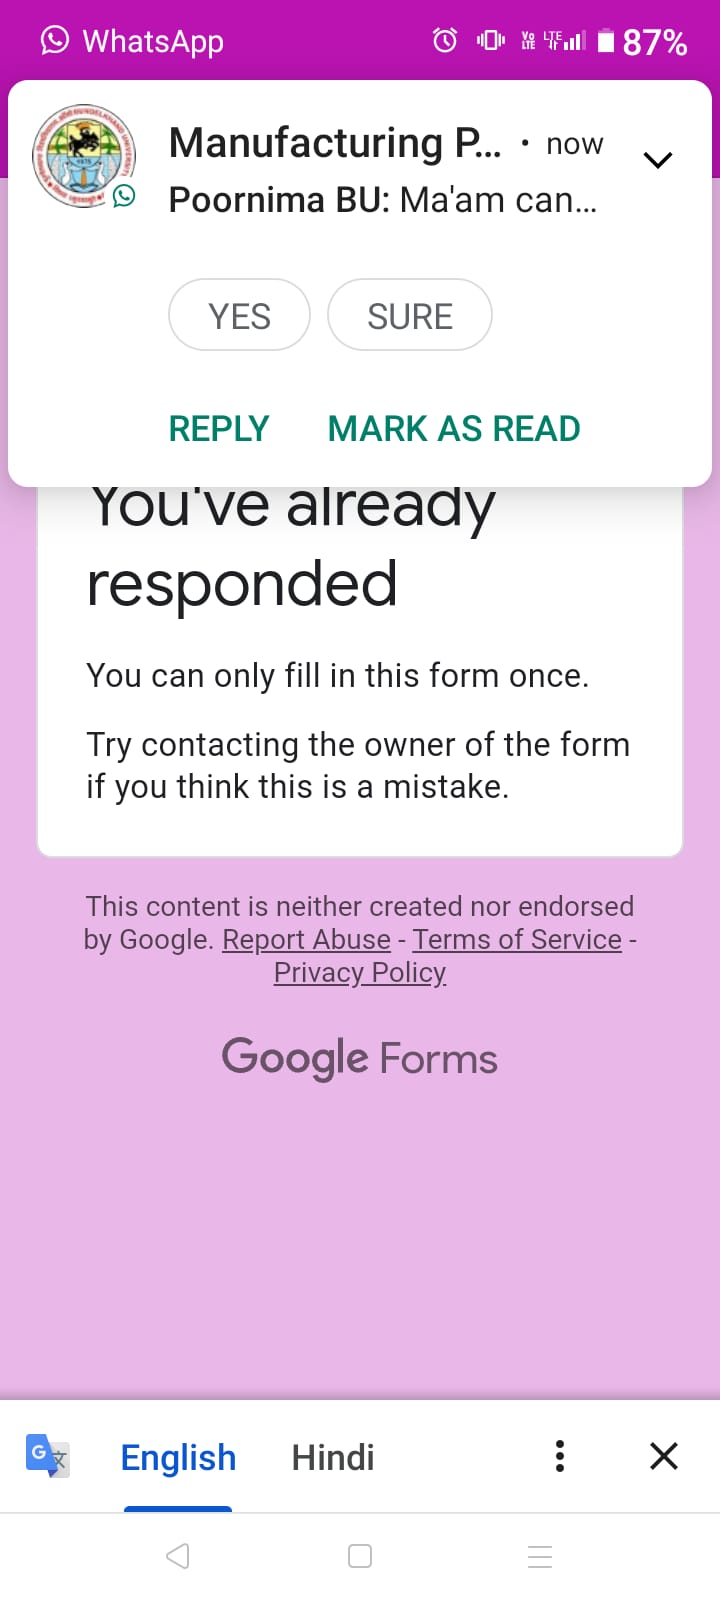 WhatsApp
87%
Manufacturing P... • now
Poornima BU: Ma'am can...
YES SURE
REPLY MARK AS READ
You've already
responded
You can only fill in this form once.
Try contacting the owner of the form
if you think this is a mistake.
This content is neither created nor endorsed
by Google. Report Abuse - Terms of Service -
Privacy Policy
Google Forms
English Hindi